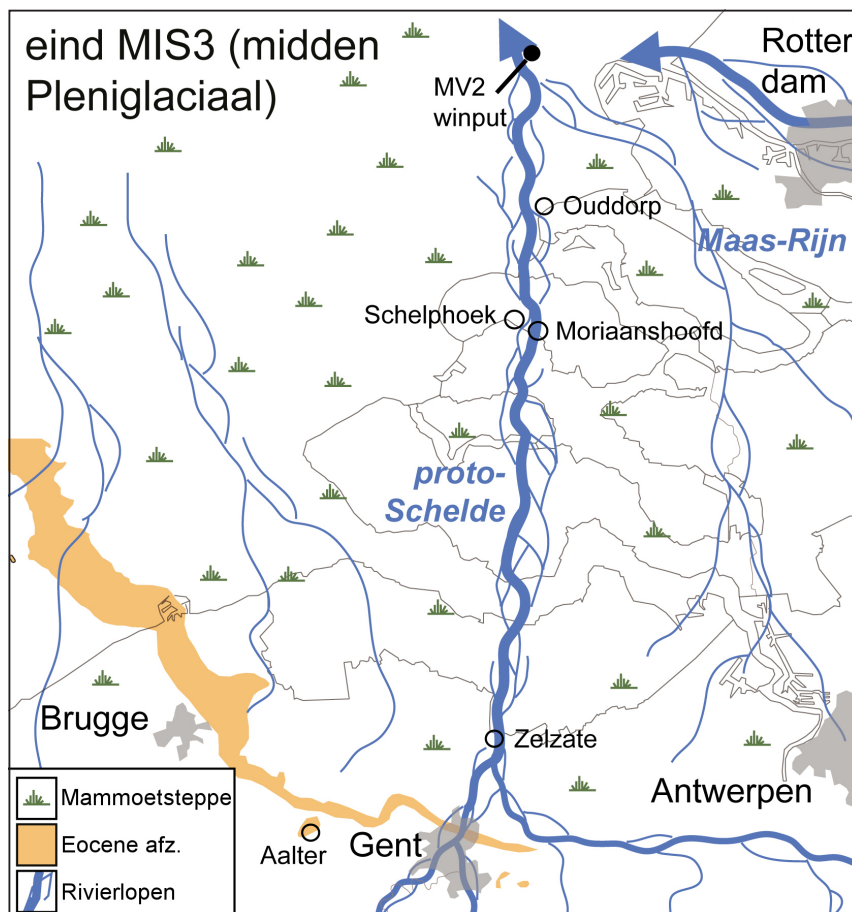 eind MIS3 (midden
Pleniglaciaal)
MV2
winput
Rotter
dam
Ouddorp
Maas-Rijn
Schelphoek
Moriaanshoofd
proto-
Schelde
Brugge
Zelzate
Antwerpen
Gent
Aalter
Mammoetsteppe
Eocene afz.
Rivierlopen